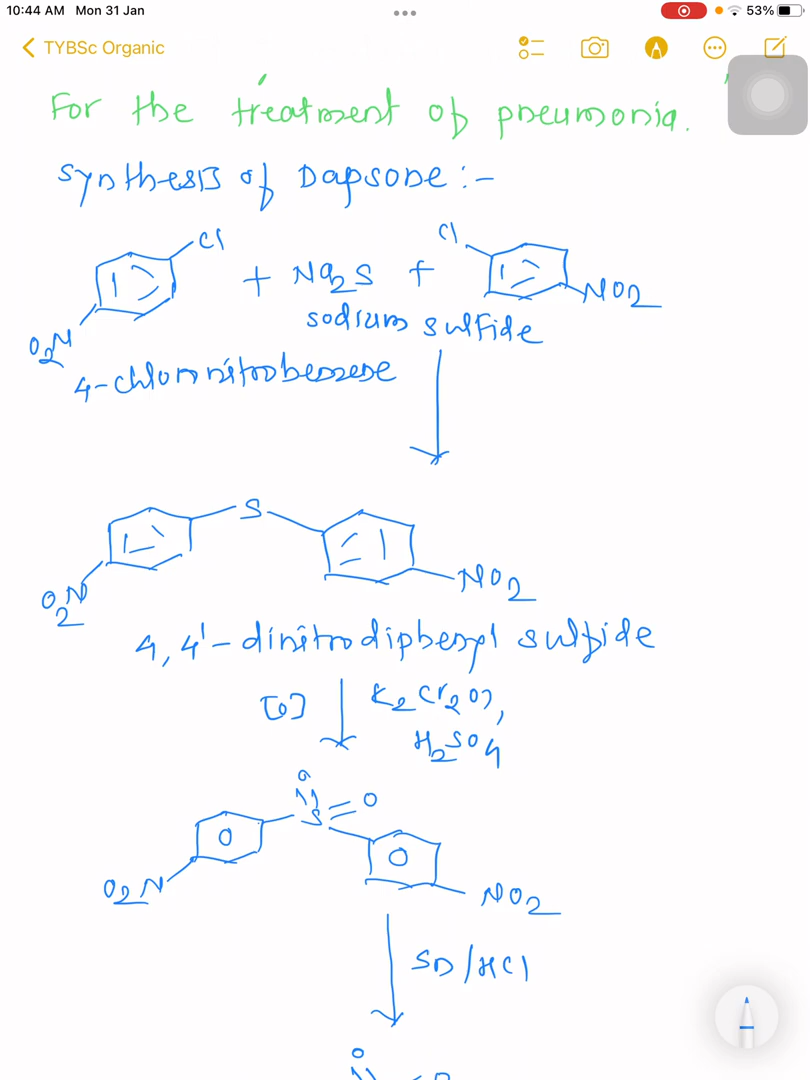 10:44 AM Mon 31 Jan
53%
TYBSc Organic
For the treatment of pneumonia.
Synthesis of Dapsone :-
Cl
Cl
+ Na2S +
NO2
O2N
sodium sulfide
4-chloronitrobenzene
S
O2N
NO2
4,4'-dinitrodiphenyl sulfide
[O] K2Cr2O7,
H2SO4
O
S = O
O2N
NO2
Sn/HCl
O
O